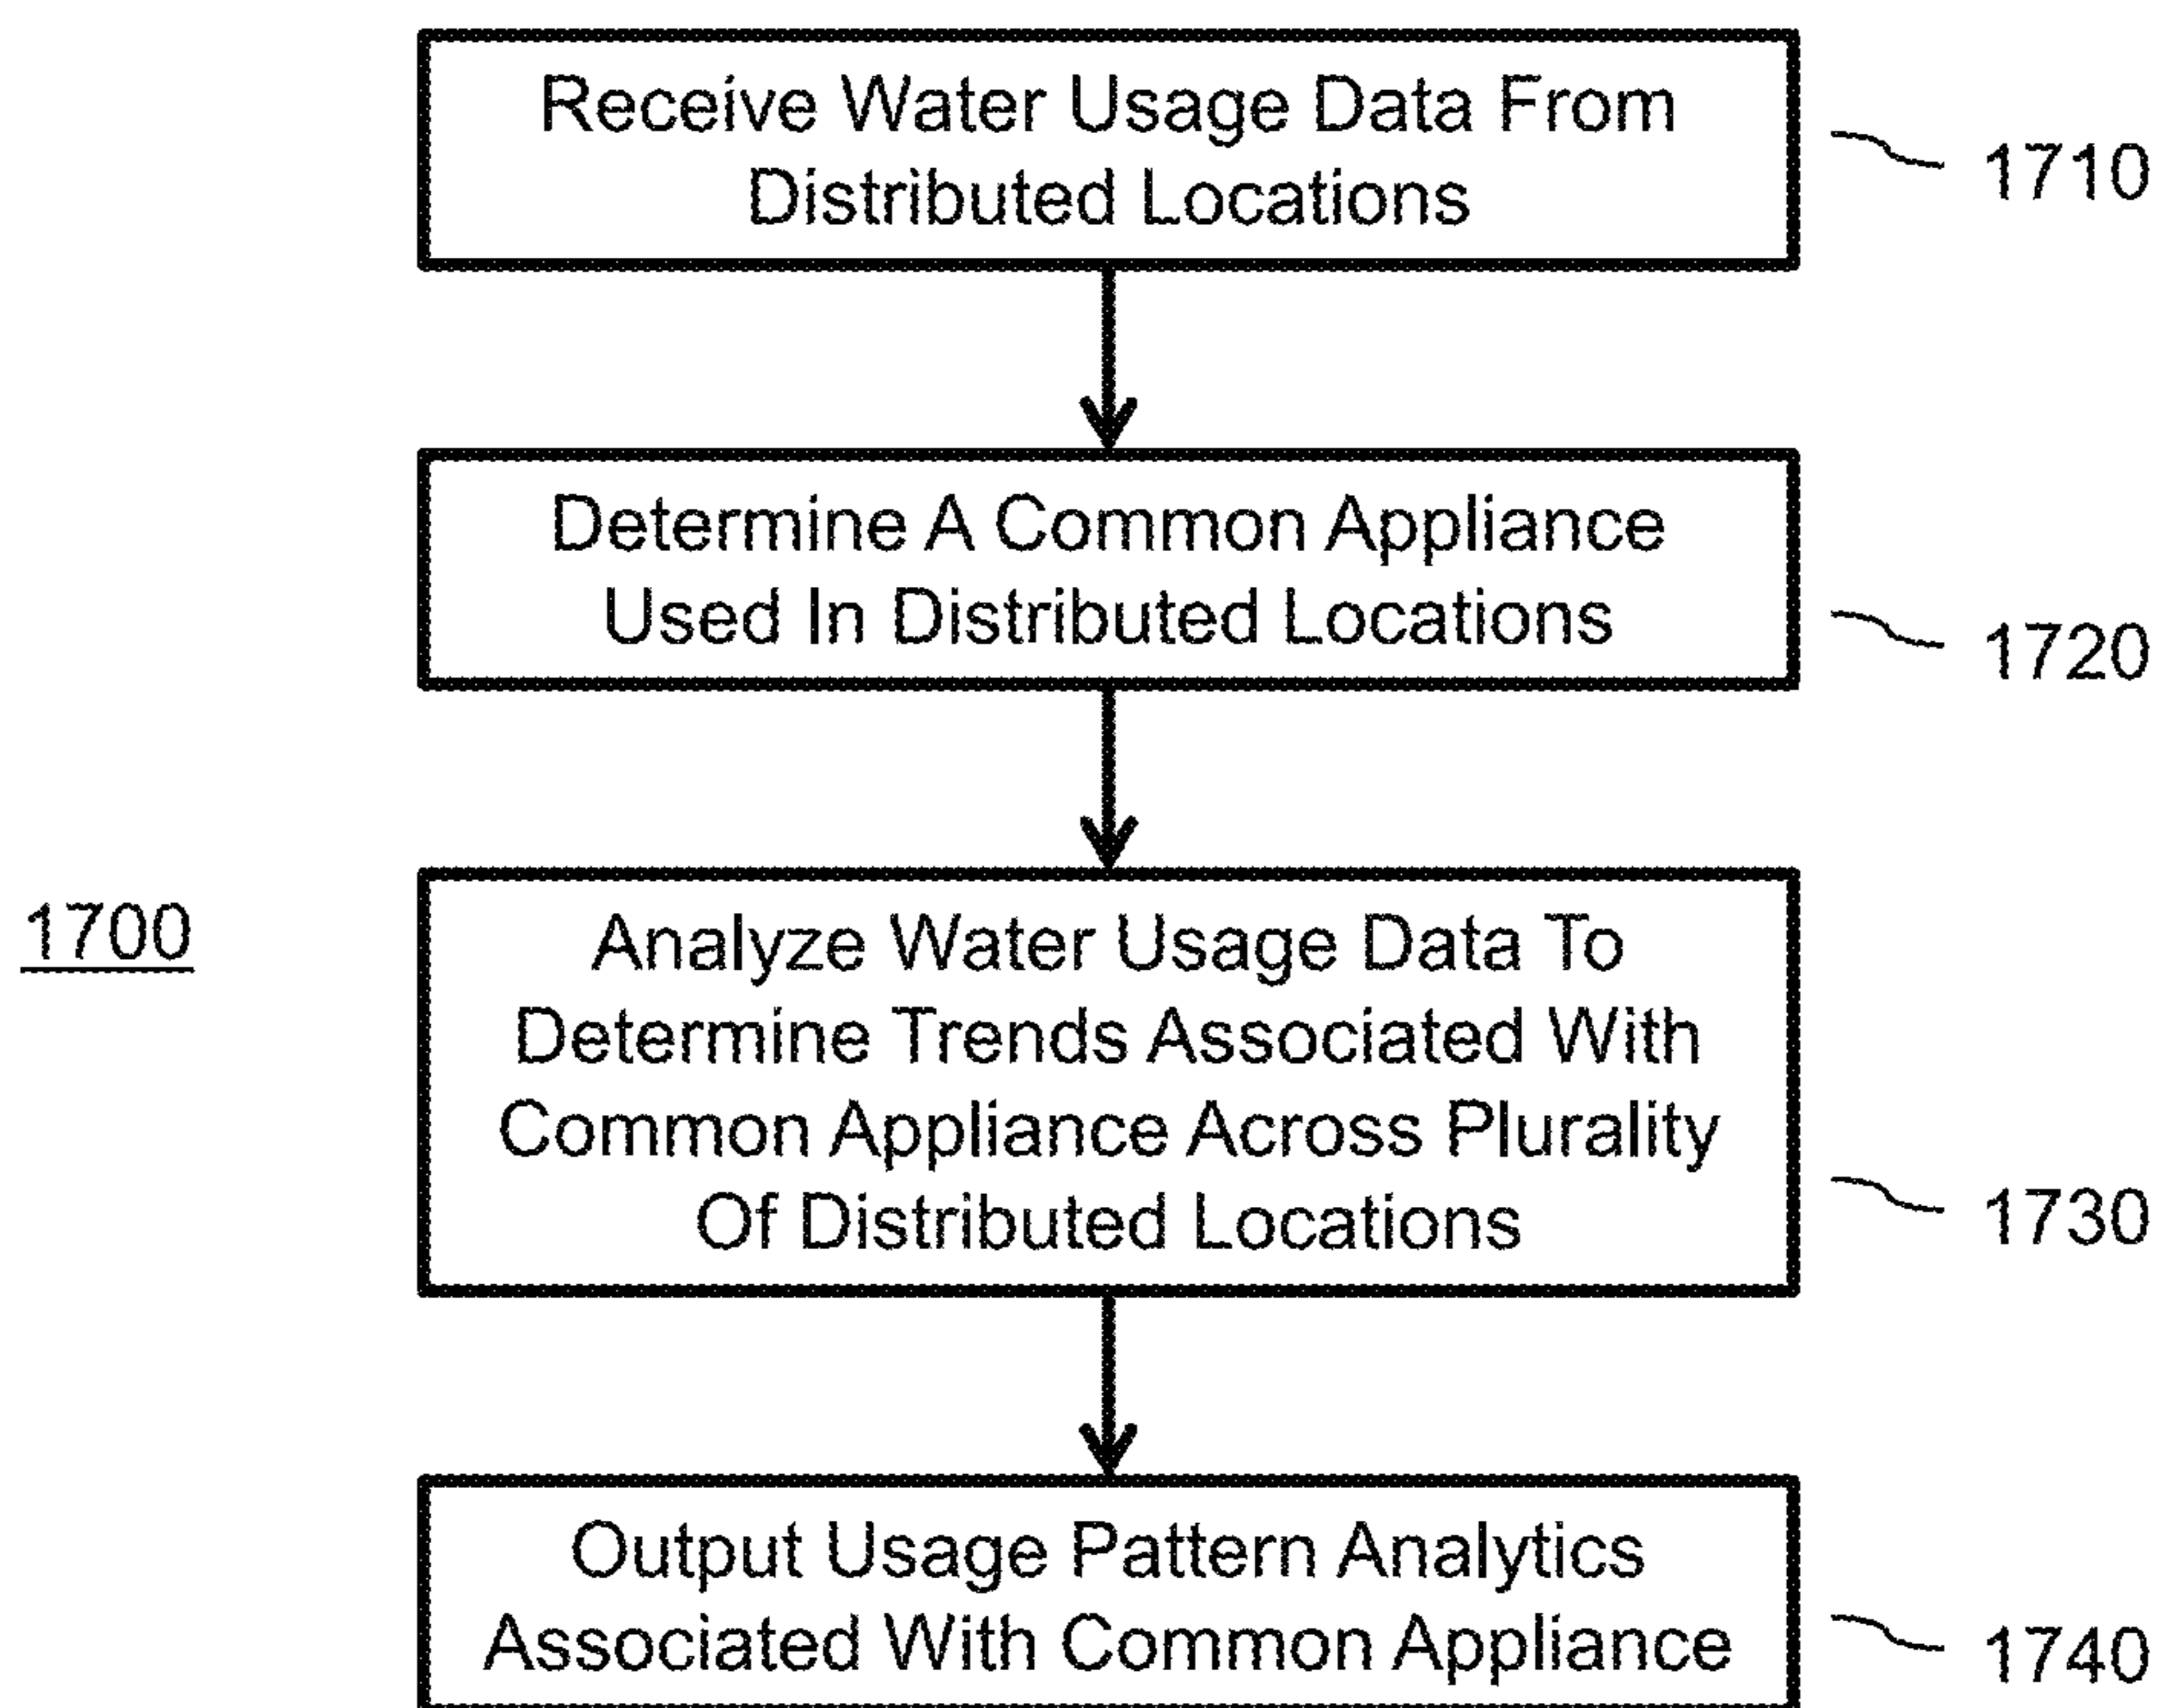 Receive Water Usage Data From
Distributed Locations
1710
Determine A Common Appliance
Used In Distributed Locations
1720
1700
Analyze Water Usage Data To
Determine Trends Associated With
Common Appliance Across Plurality
Of Distributed Locations
1730
Output Usage Pattern Analytics
Associated With Common Appliance
1740